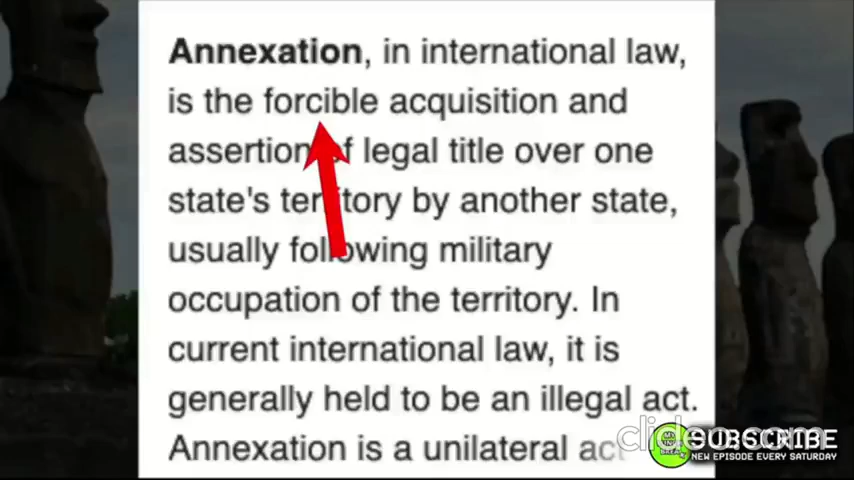 Annexation, in international law,
is the forcible acquisition and
assertion of legal title over one
state's territory by another state,
usually following military
occupation of the territory. In
current international law, it is
generally held to be an illegal act.
Annexation is a unilateral act
clideo.com
SUBSCRIBE
NEW EPISODE EVERY SATURDAY